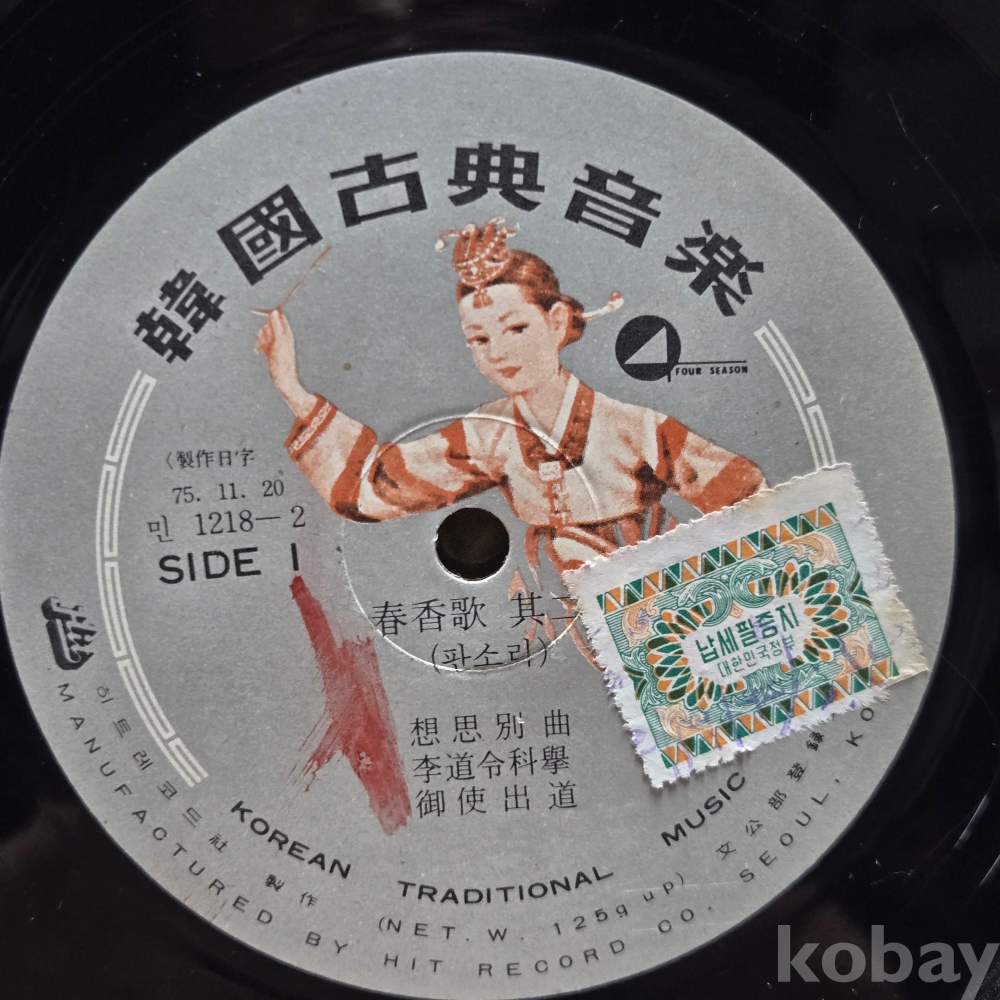 韓國古典音楽
FOUR SEASON
〈製作日字
75. 11. 20
민 1218-2
SIDE 1
春香歌 其二
(판소리)
想思別曲
李道令科擧
御使出道
납세필증지
대한민국정부
KOREAN TRADITIONAL MUSIC
(NET. W. 125g up)
히트레코드社 製作
文公部登錄
MANUFACTURED BY HIT RECORD CO. SEOUL, KO
kobay